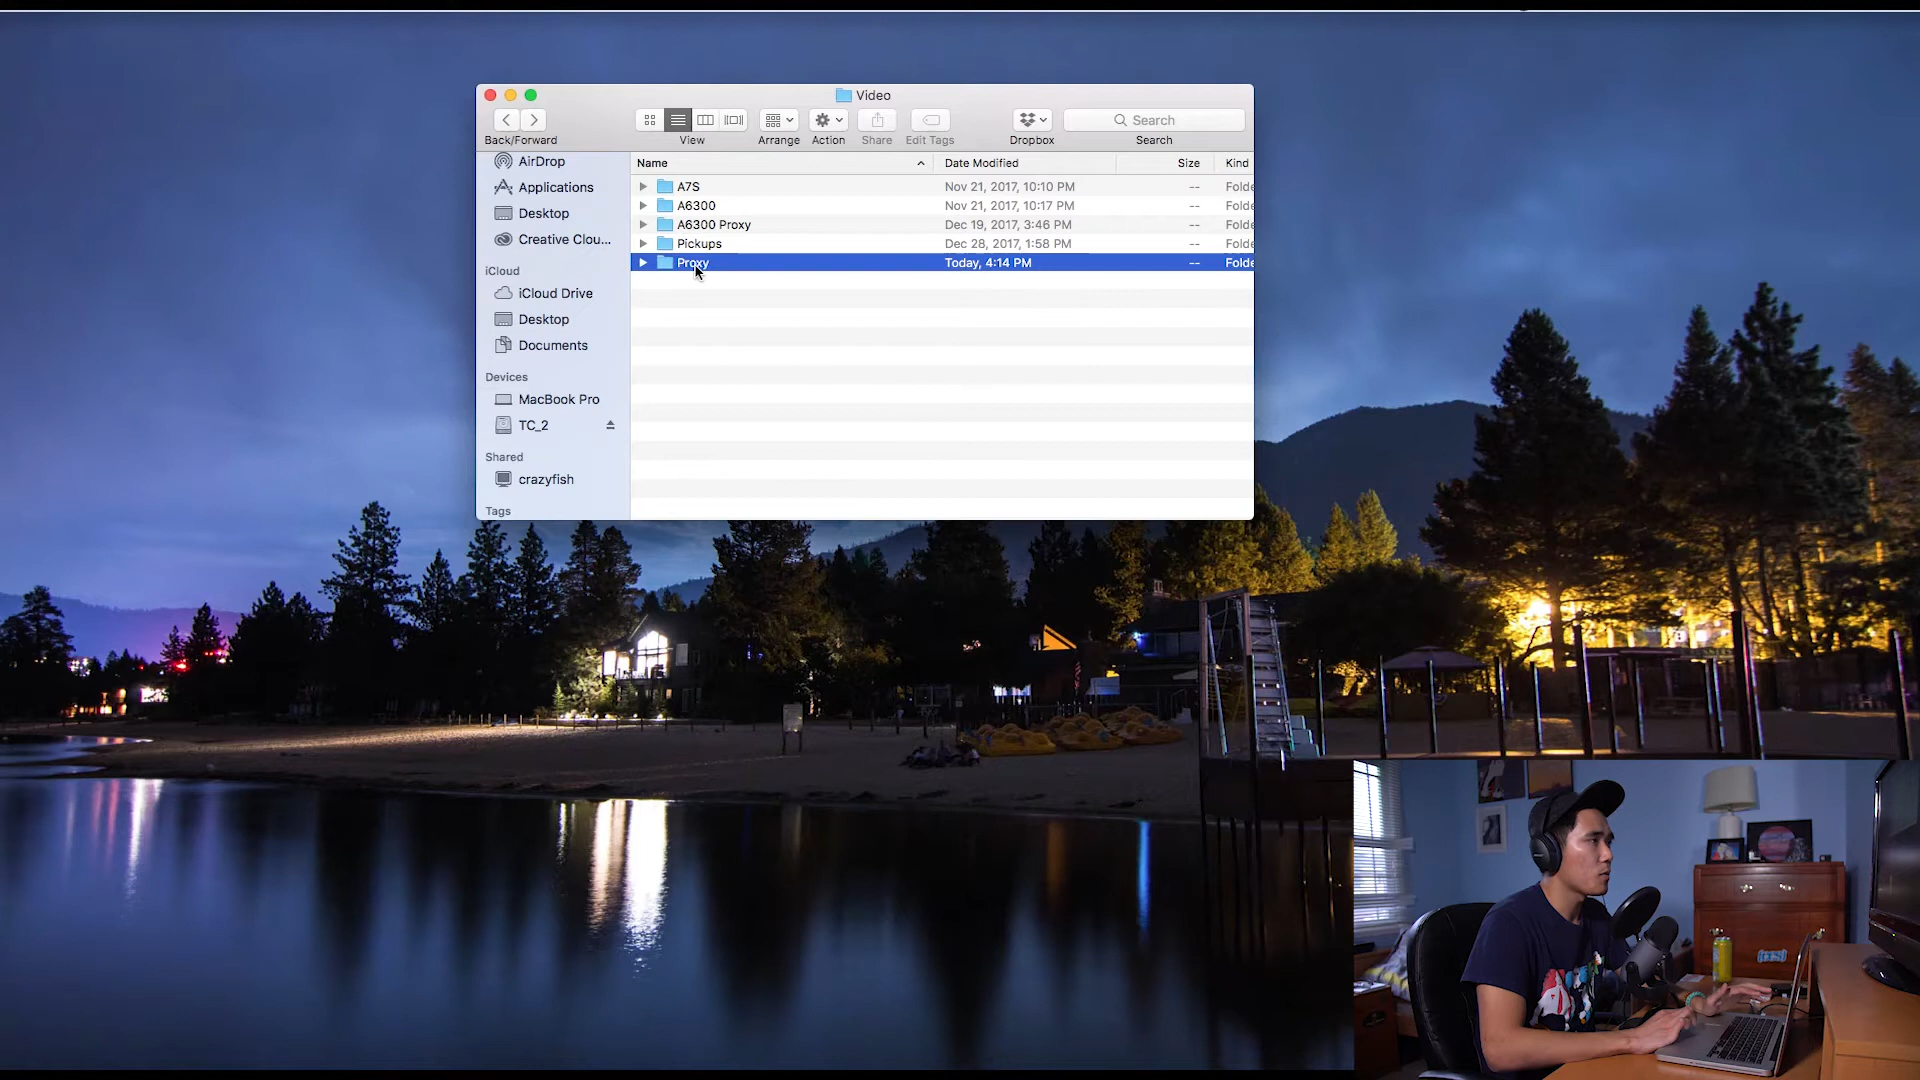 Video
Back/Forward
View
Arrange
Action
Share
Edit Tags
Dropbox
Search
Search
AirDrop
Applications
Desktop
Creative Clou...
iCloud
iCloud Drive
Desktop
Documents
Devices
MacBook Pro
TC_2
Shared
crazyfish
Tags
Name Date Modified Size Kind
A7S Nov 21, 2017, 10:10 PM -- Folde
A6300 Nov 21, 2017, 10:17 PM -- Folde
A6300 Proxy Dec 19, 2017, 3:46 PM -- Folde
Pickups Dec 28, 2017, 1:58 PM -- Folde
Proxy Today, 4:14 PM -- Folde